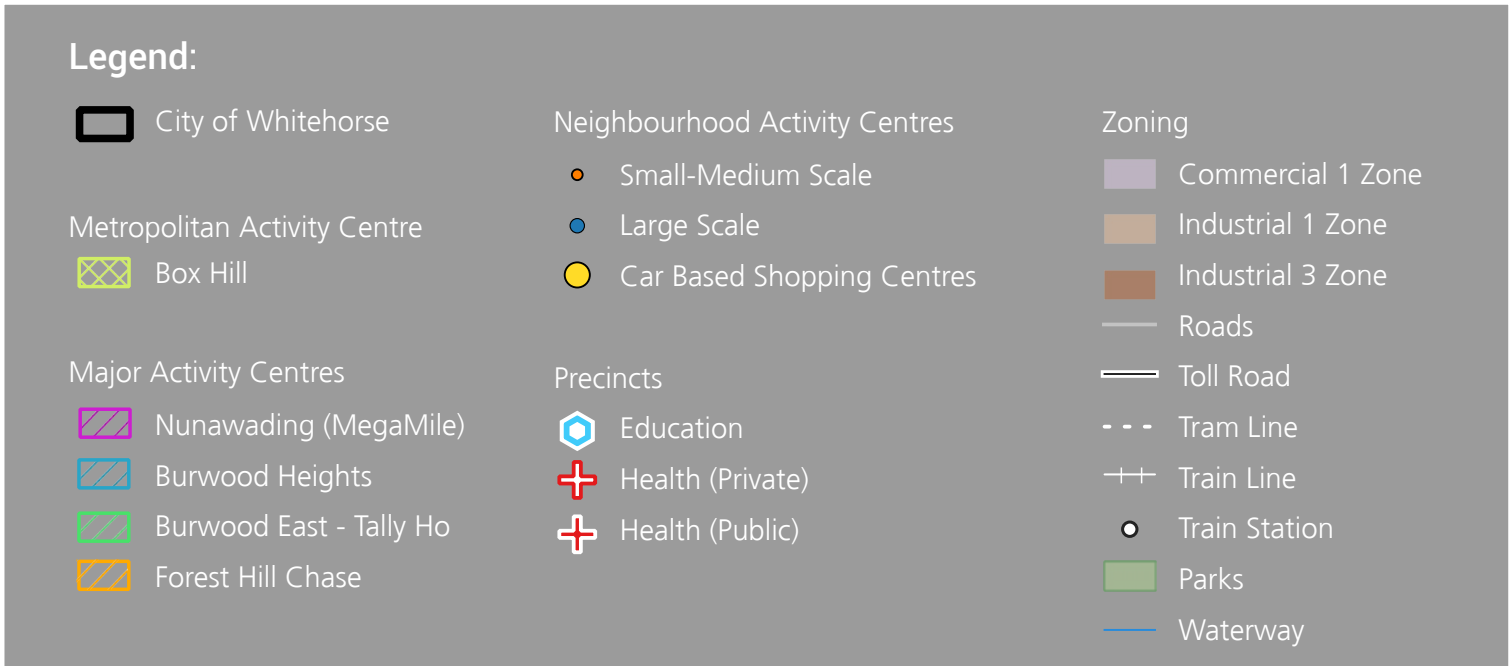 Legend:
City of Whitehorse
Metropolitan Activity Centre
Box Hill
Major Activity Centres
Nunawading (MegaMile)
Burwood Heights
Burwood East - Tally Ho
Forest Hill Chase
Neighbourhood Activity Centres
Small-Medium Scale
Large Scale
Car Based Shopping Centres
Precincts
Education
Health (Private)
Health (Public)
Zoning
Commercial 1 Zone
Industrial 1 Zone
Industrial 3 Zone
Roads
Toll Road
Tram Line
Train Line
Train Station
Parks
Waterway